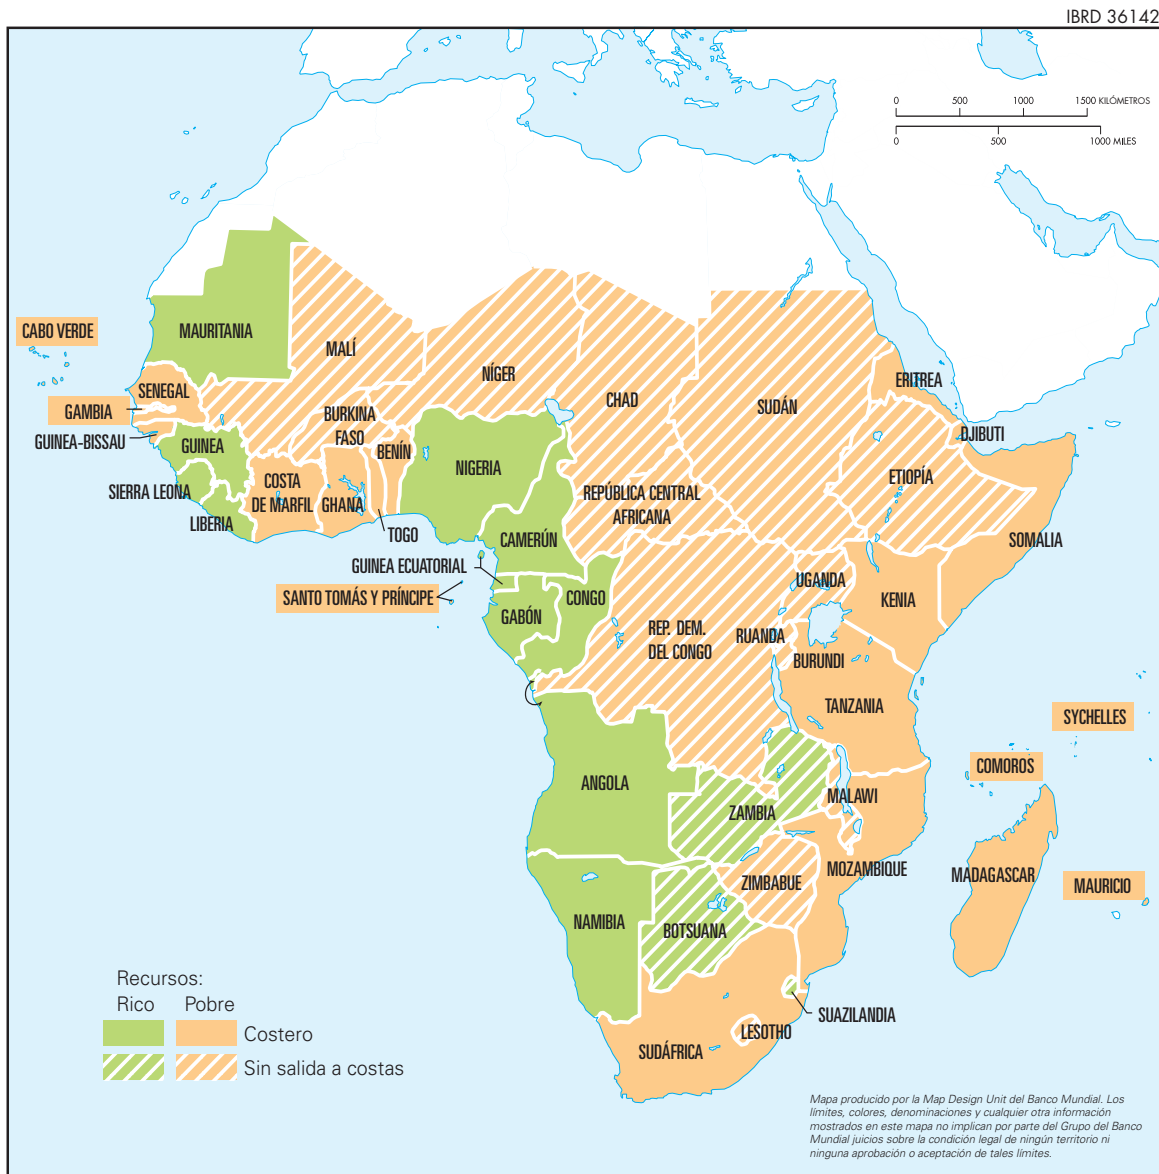 IBRD 36142
0 500 1000 1500 KILÓMETROS
0 500 1000 MILES
CABO VERDE
MAURITANIA
MALÍ
NÍGER
CHAD
SUDÁN
ERITREA
SENEGAL
GAMBIA
GUINEA-BISSAU
GUINEA
BURKINA
FASO
BENÍN
NIGERIA
DJIBUTI
ETIOPÍA
SIERRA LEONA
LIBERIA
COSTA
DE MARFIL
GHANA
TOGO
CAMERÚN
REPÚBLICA CENTRAL
AFRICANA
SOMALIA
GUINEA ECUATORIAL
SANTO TOMÁS Y PRÍNCIPE
GABÓN
CONGO
REP. DEM.
DEL CONGO
UGANDA
KENIA
RUANDA
BURUNDI
TANZANIA
SYCHELLES
COMOROS
ANGOLA
ZAMBIA
MALAWI
MOZAMBIQUE
MADAGASCAR
MAURICIO
ZIMBABUE
NAMIBIA
BOTSUANA
SUAZILANDIA
LESOTHO
SUDÁFRICA
Recursos:
Rico Pobre
Costero
Sin salida a costas
Mapa producido por la Map Design Unit del Banco Mundial. Los
límites, colores, denominaciones y cualquier otra información
mostrados en este mapa no implican por parte del Grupo del Banco
Mundial juicios sobre la condición legal de ningún territorio ni
ninguna aprobación o aceptación de tales límites.